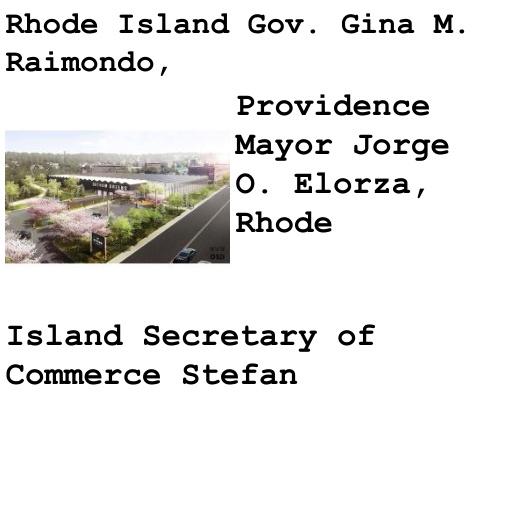 Rhode Island Gov. Gina M.
Raimondo,
Providence
Mayor Jorge
O. Elorza,
Rhode
Island Secretary of
Commerce Stefan